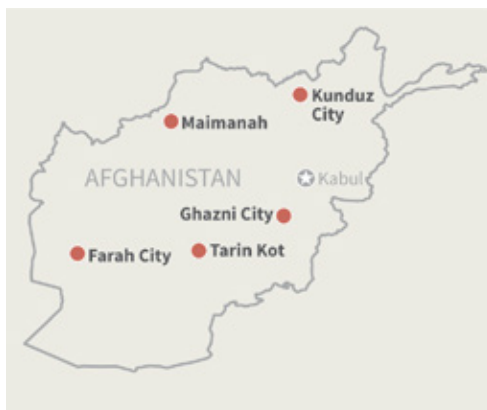 Kunduz
City
Maimanah
AFGHANISTAN
Kabul
Ghazni City
Farah City
Tarin Kot